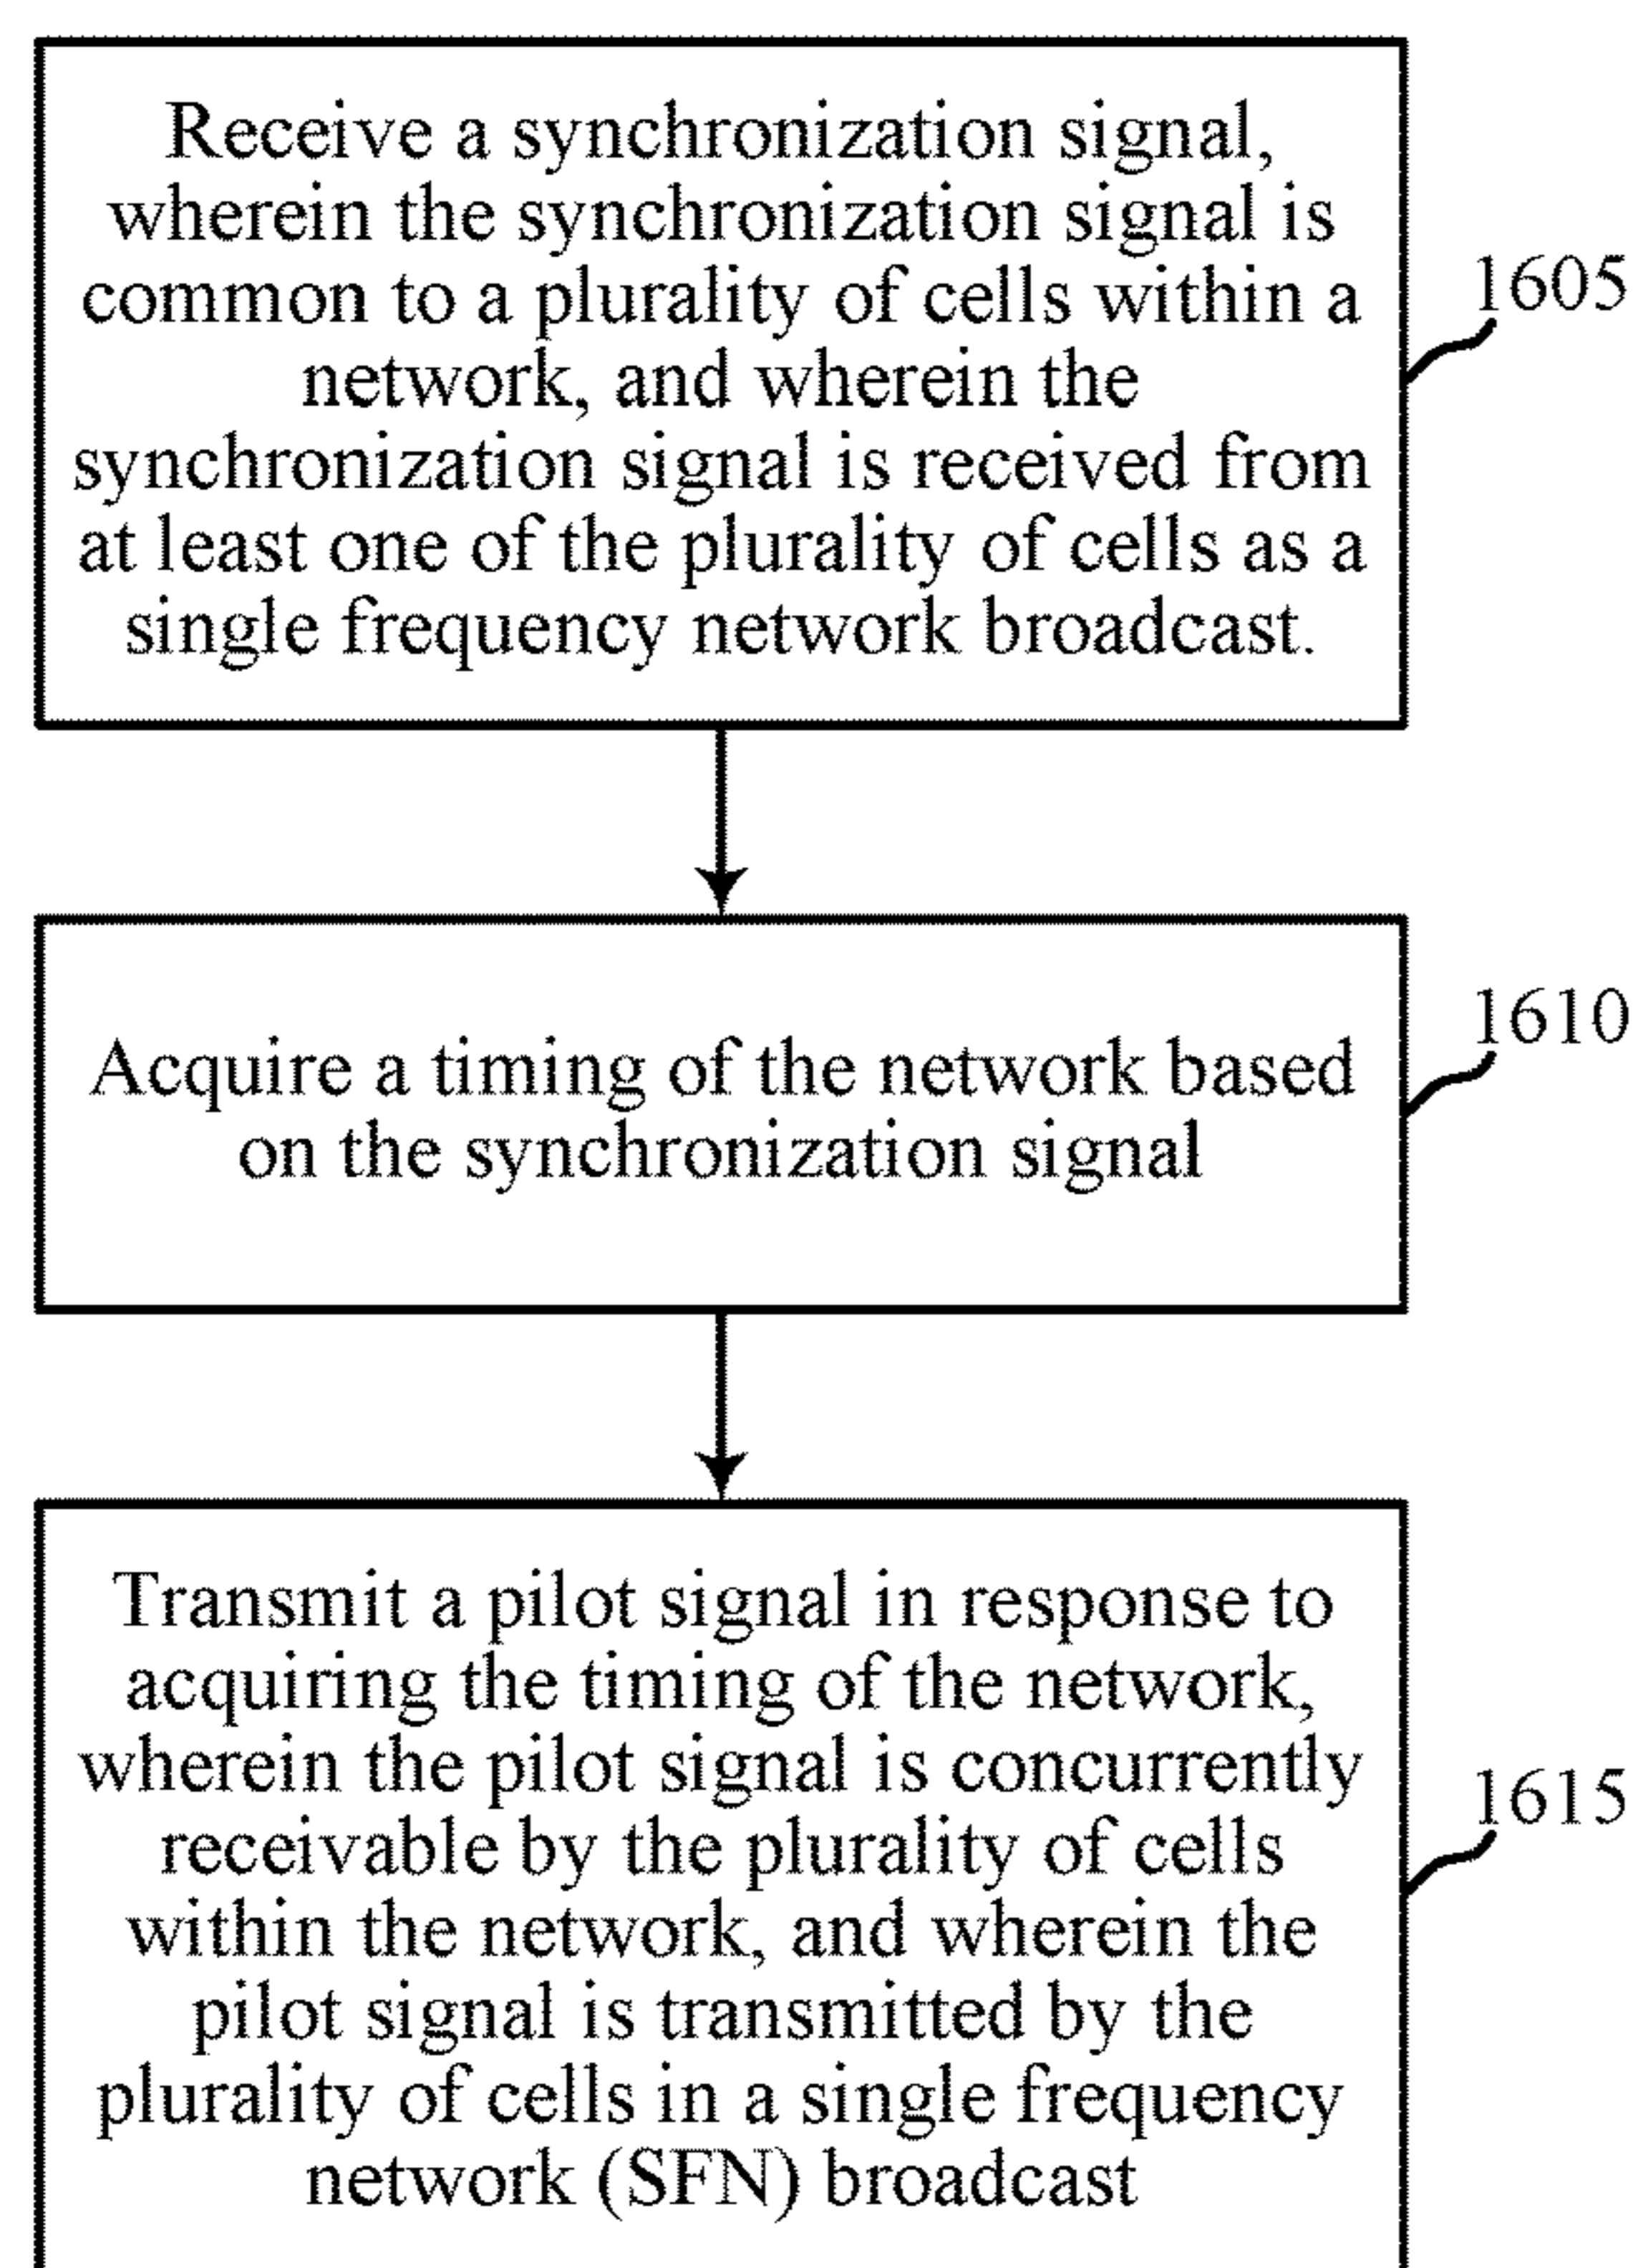 Receive a synchronization signal,
wherein the synchronization signal is
common to a plurality of cells within a
network, and wherein the
synchronization signal is received from
at least one of the plurality of cells as a
single frequency network broadcast.
1605
Acquire a timing of the network based
on the synchronization signal
1610
Transmit a pilot signal in response to
acquiring the timing of the network,
wherein the pilot signal is concurrently
receivable by the plurality of cells
within the network, and wherein the
pilot signal is transmitted by the
plurality of cells in a single frequency
network (SFN) broadcast
1615